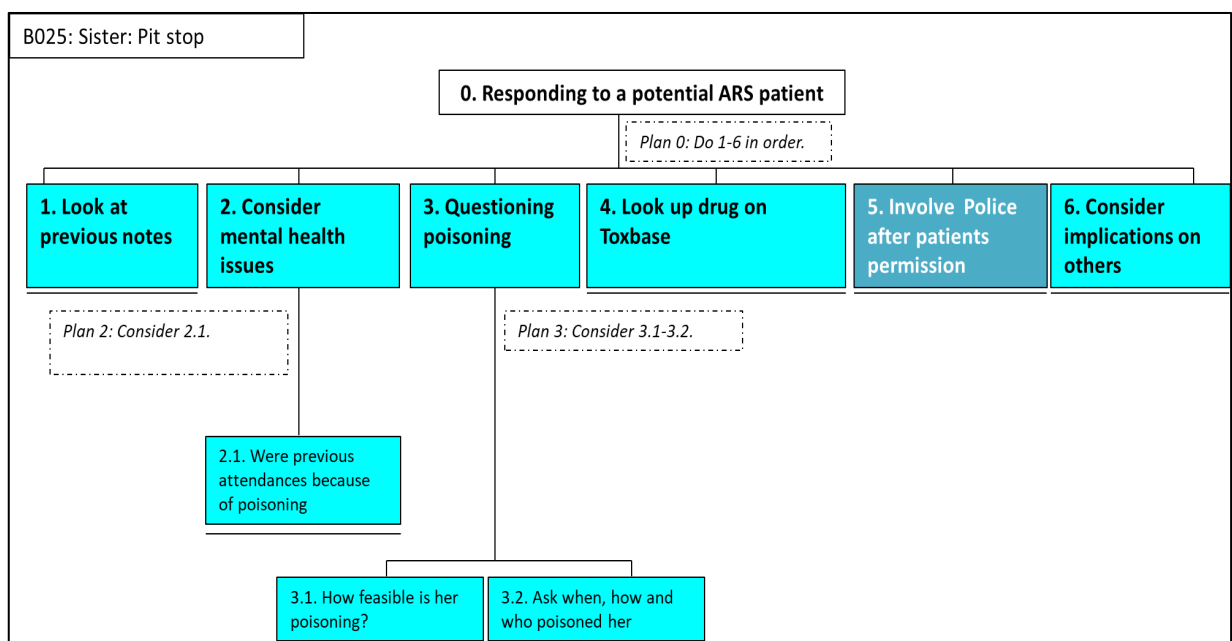 B025: Sister: Pit stop
0. Responding to a potential ARS patient
Plan 0: Do 1-6 in order.
1. Look at
previous notes
2. Consider
mental health
issues
3. Questioning
poisoning
4. Look up drug on
Toxbase
5. Involve Police
after patients
permission
6. Consider
implications on
others
Plan 2: Consider 2.1.
Plan 3: Consider 3.1-3.2.
2.1. Were previous
attendances because
of poisoning
3.1. How feasible is her
poisoning?
3.2. Ask when, how and
who poisoned her